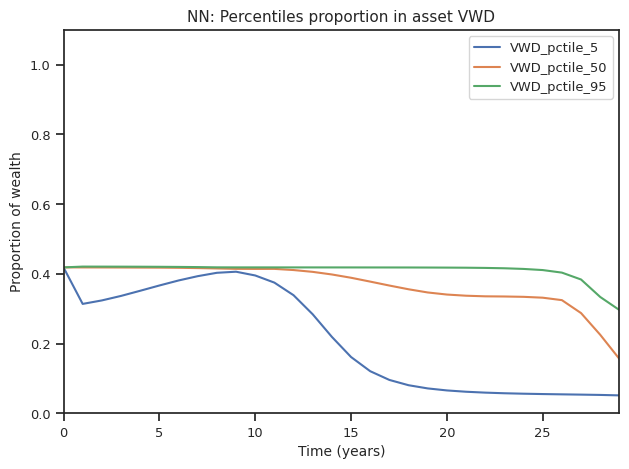 NN: Percentiles proportion in asset VWD
VWD_pctile_5
VWD_pctile_50
VWD_pctile_95
Proportion of wealth
1.0
0.8
0.6
0.4
0.2
0.0
0 5 10 15 20 25
Time (years)